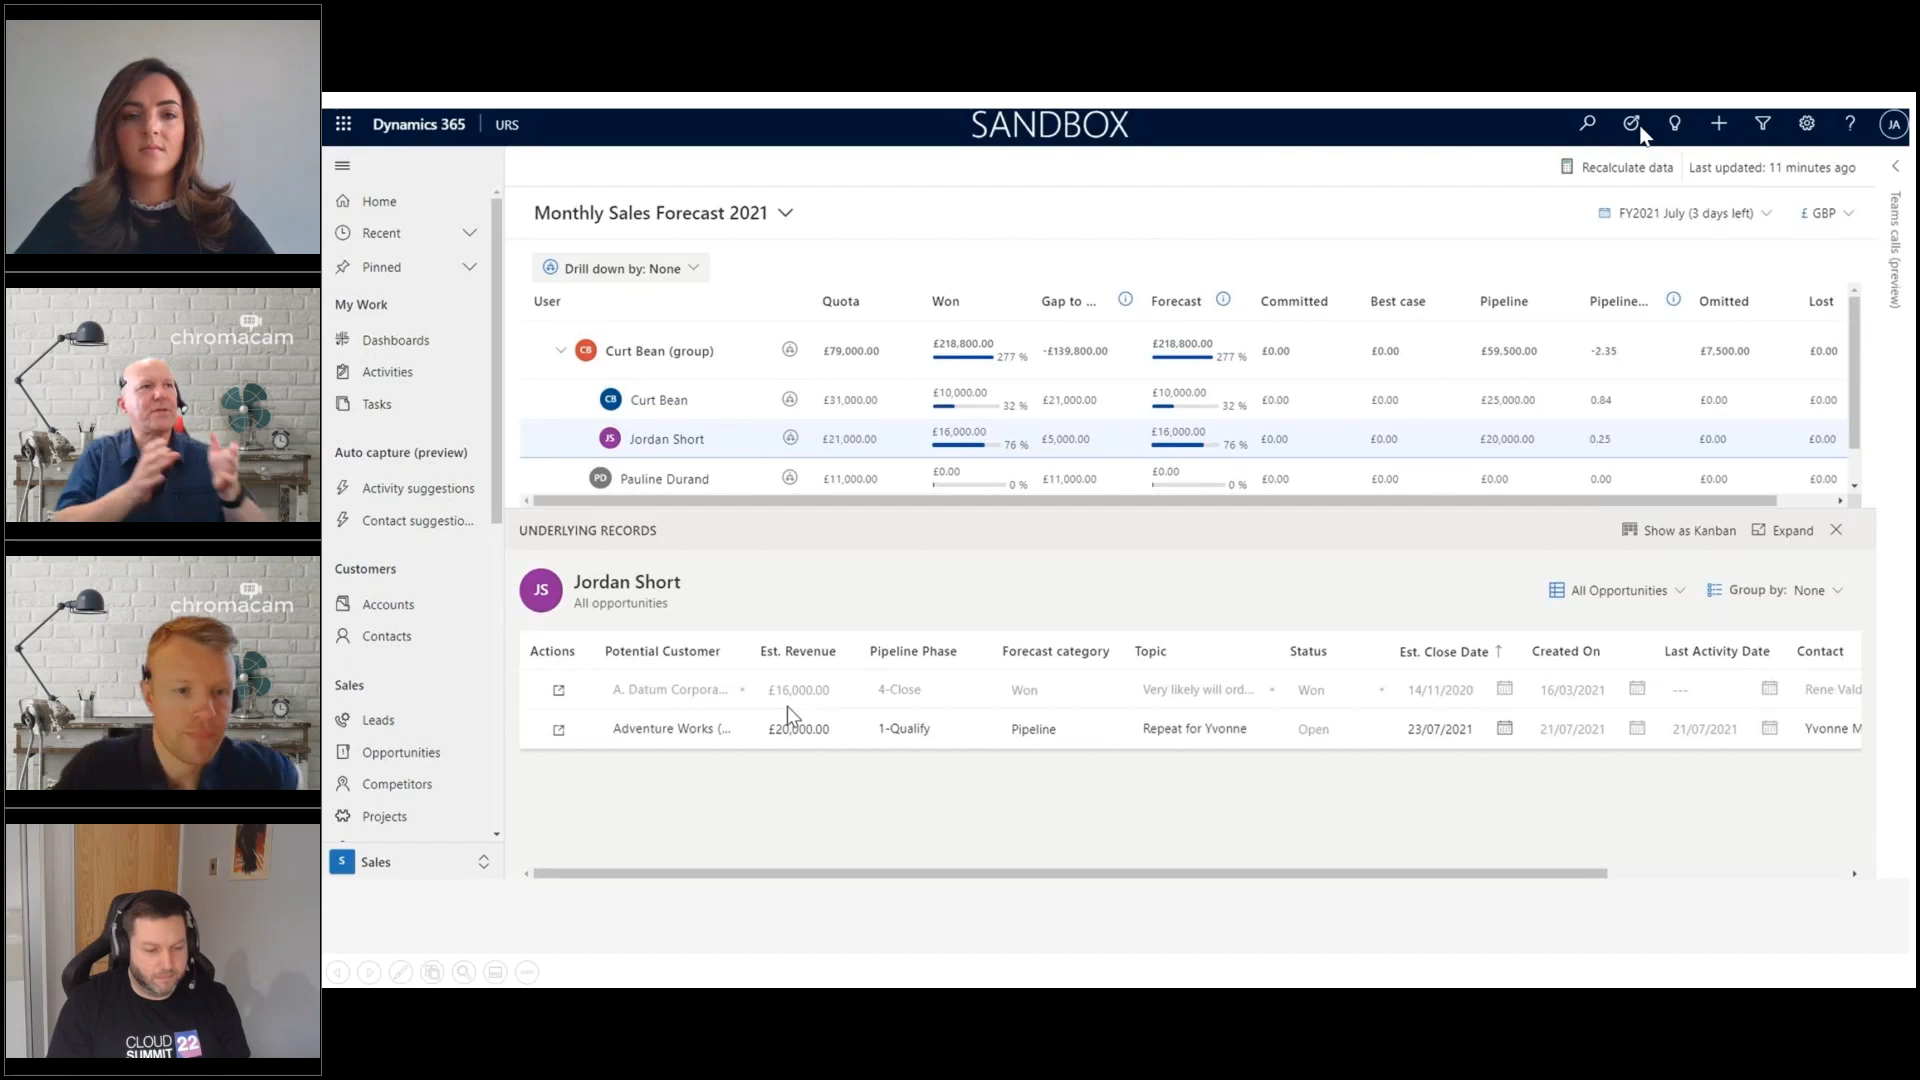 chromacam
chromacam
CLOUD 22
SUMMIT
Dynamics 365 URS
SANDBOX
JA
Recalculate data Last updated: 11 minutes ago
Teams calls (preview)
Home
Recent
Pinned
My Work
Dashboards
Activities
Tasks
Auto capture (preview)
Activity suggestions
Contact suggestio...
Customers
Accounts
Contacts
Sales
Leads
Opportunities
Competitors
Projects
S Sales
Monthly Sales Forecast 2021
FY2021 July (3 days left) £ GBP
Drill down by: None
User Quota Won Gap to ... Forecast Committed Best case Pipeline Pipeline... Omitted Lost
CB Curt Bean (group) £79,000.00 £218,800.00 277 % -£139,800.00 £218,800.00 277 % £0.00 £0.00 £59,500.00 -2.35 £7,500.00 £0.00
CB Curt Bean £31,000.00 £10,000.00 32 % £21,000.00 £10,000.00 32 % £0.00 £0.00 £25,000.00 0.84 £0.00 £0.00
JS Jordan Short £21,000.00 £16,000.00 76 % £5,000.00 £16,000.00 76 % £0.00 £0.00 £20,000.00 0.25 £0.00 £0.00
PD Pauline Durand £11,000.00 £0.00 0 % £11,000.00 £0.00 0 % £0.00 £0.00 £0.00 0.00 £0.00 £0.00
UNDERLYING RECORDS Show as Kanban Expand
JS Jordan Short
All opportunities
All Opportunities Group by: None
Actions Potential Customer Est. Revenue Pipeline Phase Forecast category Topic Status Est. Close Date Created On Last Activity Date Contact
A. Datum Corpora... * £16,000.00 4-Close Won Very likely will ord... * Won * 14/11/2020 16/03/2021 --- Rene Vald
Adventure Works (... £20,000.00 1-Qualify Pipeline Repeat for Yvonne Open 23/07/2021 21/07/2021 21/07/2021 Yvonne M